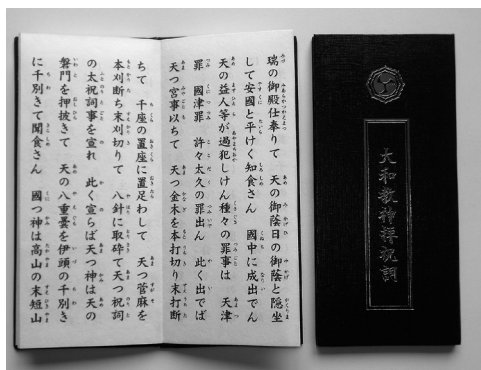 瑞の御殿仕奉りて　天の御蔭日の御蔭と隠坐
して安國と平けく知食さん　國中に成出でん
天の益人等が過犯しけん種々の罪事は　天津
罪　國津罪　許々太久の罪出ん　此く出でば
天つ宮事以ちて　天つ金木を本打切り末打断
ちて　千座の置座に置足わして　天つ菅麻を
本刈断ち末刈切りて　八針に取砕て天つ祝詞
の太祝詞事を宣れ　此く宣らば天つ神は天の
磐門を押披きて　天の八重雲を伊頭の千別き
に千別きて聞食さん　國つ神は高山の末短山
大和教神拝祝詞